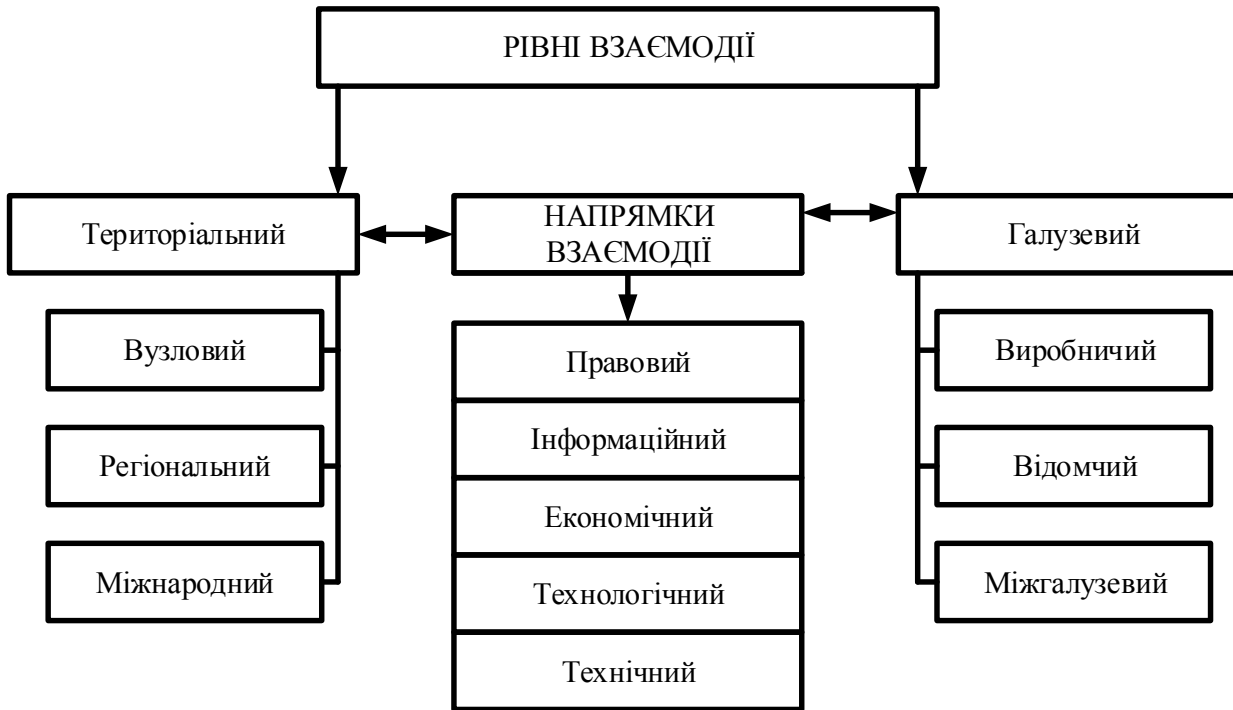 РІВНІ ВЗАЄМОДІЇ
Територіальний
НАПРЯМКИ
ВЗАЄМОДІЇ
Галузевий
Вузловий
Регіональний
Міжнародний
Правовий
Інформаційний
Економічний
Технологічний
Технічний
Виробничий
Відомчий
Міжгалузевий